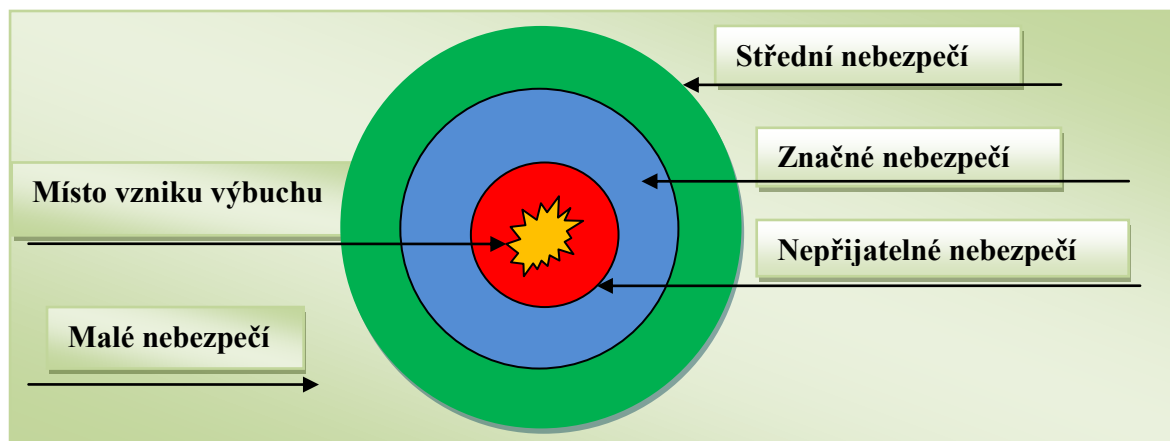 Střední nebezpečí
Značné nebezpečí
Místo vzniku výbuchu
Nepřijatelné nebezpečí
Malé nebezpečí